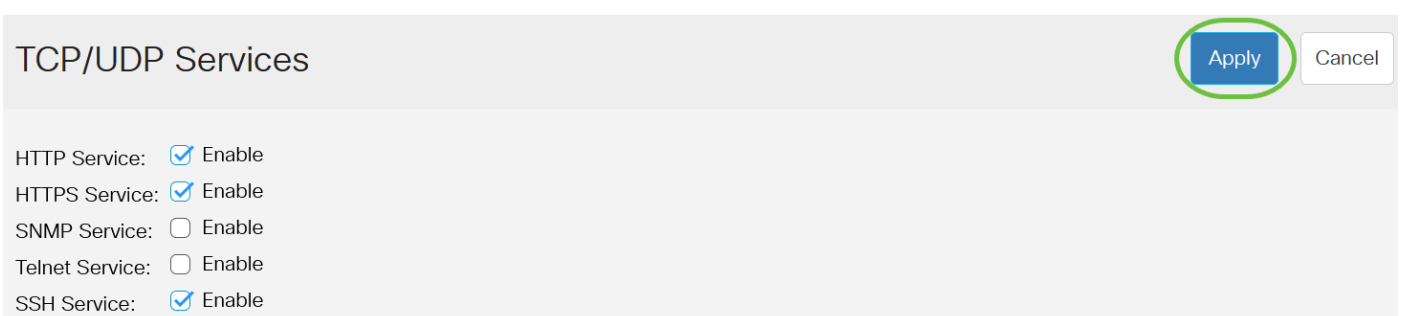 TCP/UDP Services
Apply
Cancel
HTTP Service: Enable
HTTPS Service: Enable
SNMP Service: Enable
Telnet Service: Enable
SSH Service: Enable